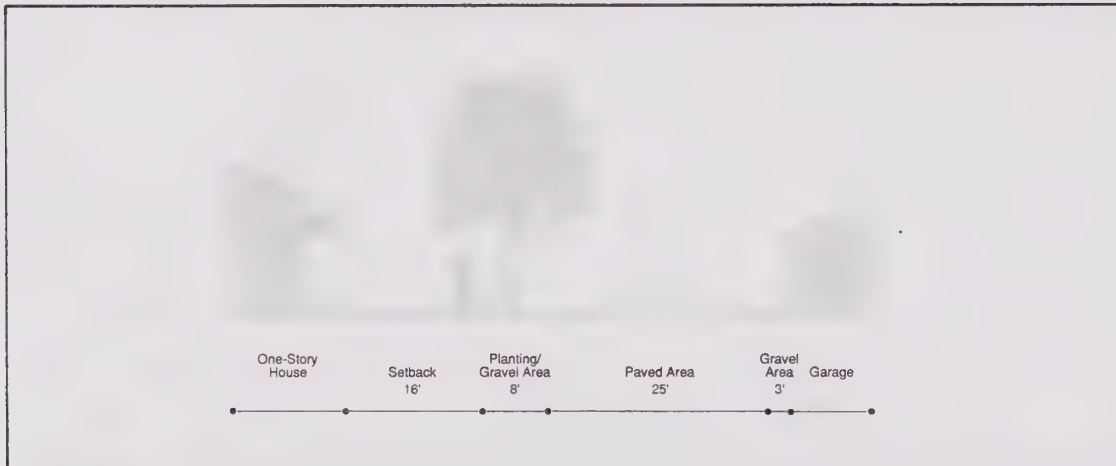 One-Story
House
Setback
16'
Planting/
Gravel Area
8'
Paved Area
25'
Gravel
Area
3'
Garage